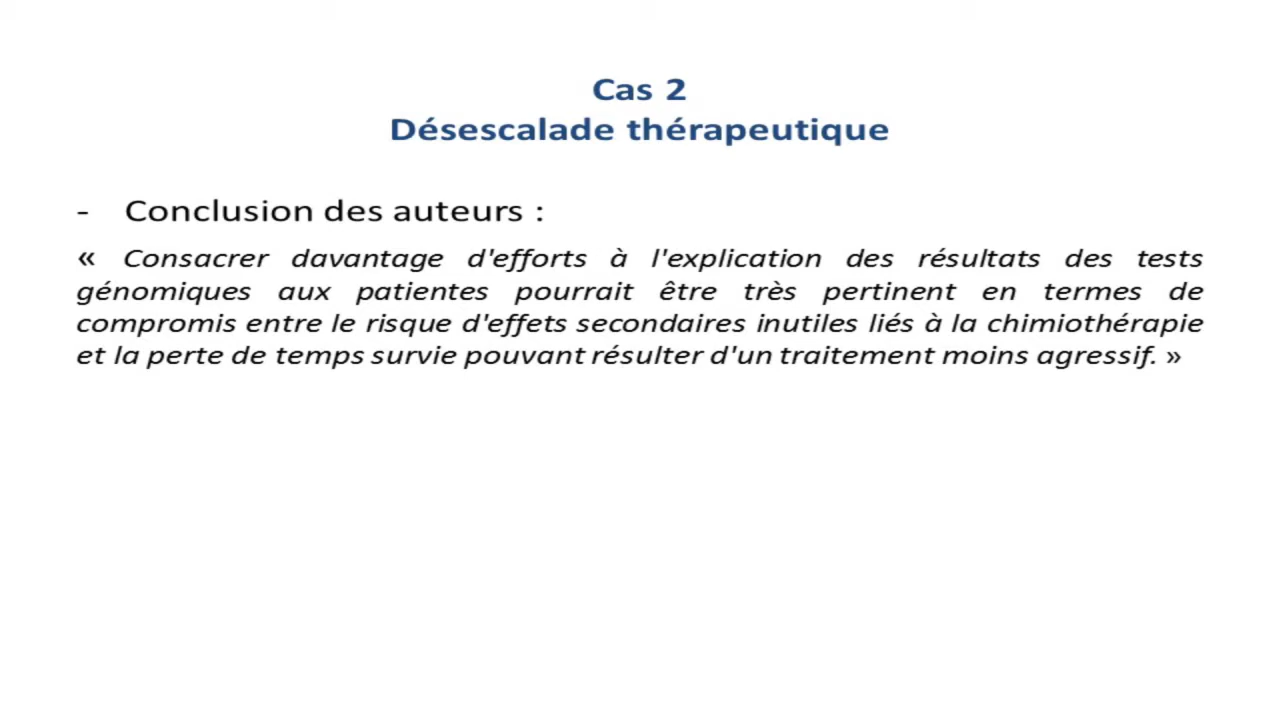 Cas 2
Désescalade thérapeutique
- Conclusion des auteurs :
« Consacrer davantage d'efforts à l'explication des résultats des tests
génomiques aux patientes pourrait être très pertinent en termes de
compromis entre le risque d'effets secondaires inutiles liés à la chimiothérapie
et la perte de temps survie pouvant résulter d'un traitement moins agressif. »